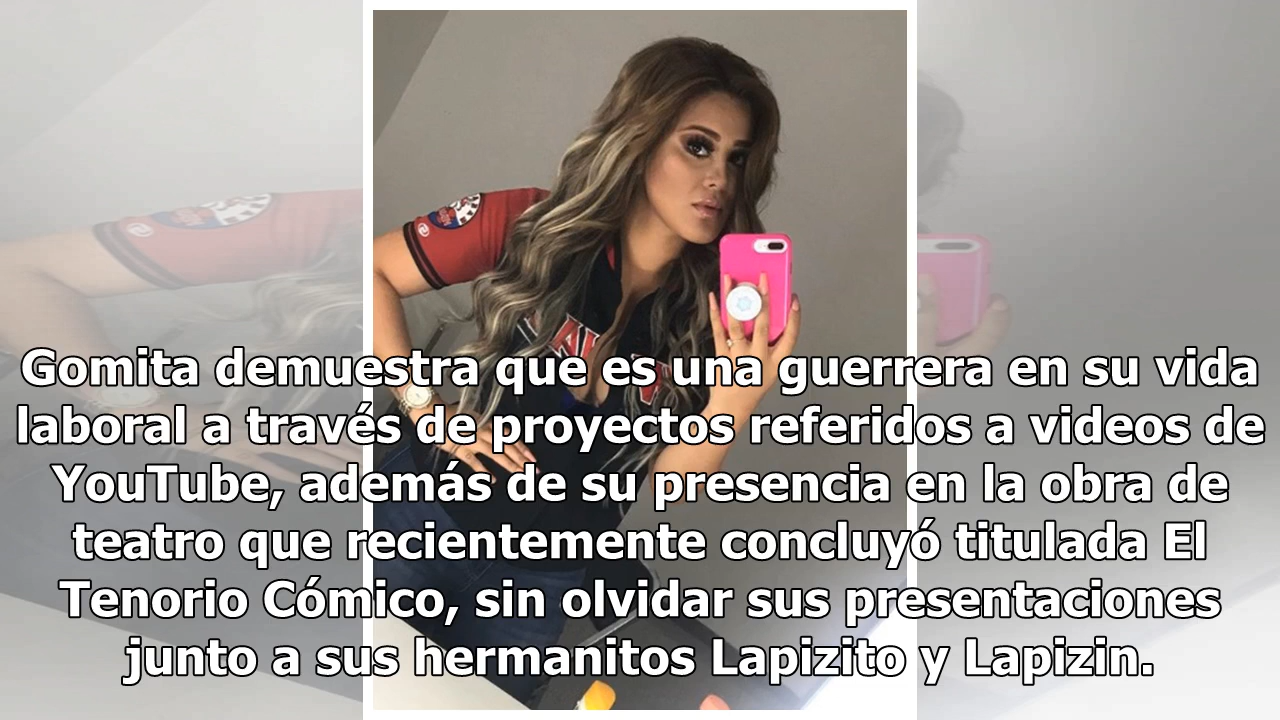 Gomita demuestra que es una guerrera en su vida
laboral a través de proyectos referidos a videos de
YouTube, además de su presencia en la obra de
teatro que recientemente concluyó titulada El
Tenorio Cómico, sin olvidar sus presentaciones
junto a sus hermanitos Lapizito y Lapizin.